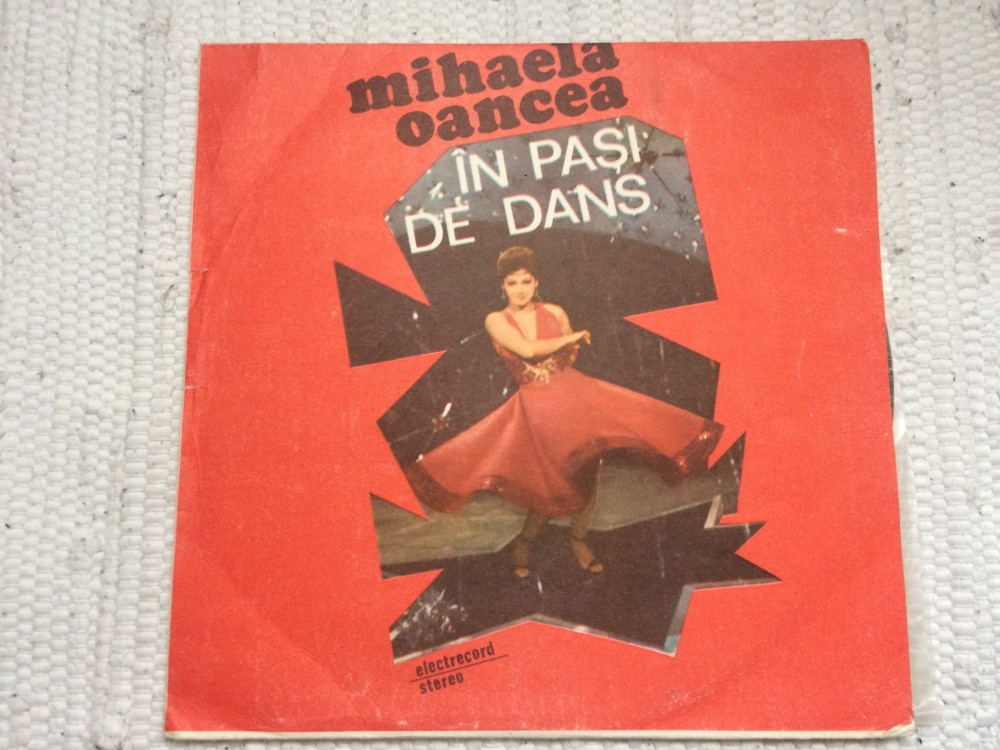 mihaela
oancea
ÎN PAȘI
DE DANS
electrecord
stereo